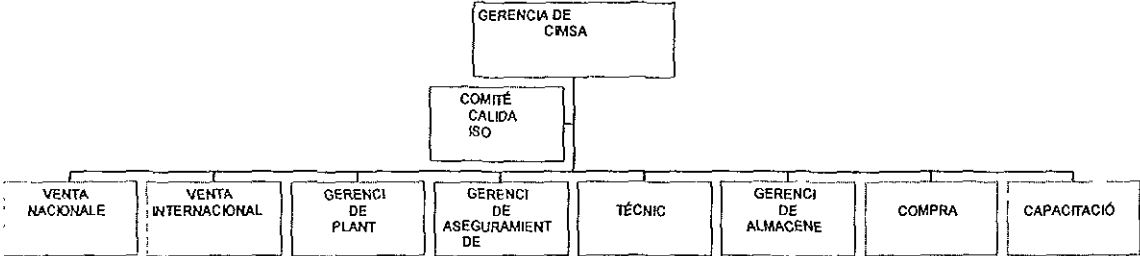 GERENCIA DE
CIMSA
COMITÉ
CALIDA
ISO
VENTA
NACIONALE
VENTA
INTERNACIONAL
GERENCI
DE
PLANT
GERENCI
DE
ASEGURAMIENT
DE
TÉCNIC
GERENCI
DE
ALMACENE
COMPRA
CAPACITACIÓ